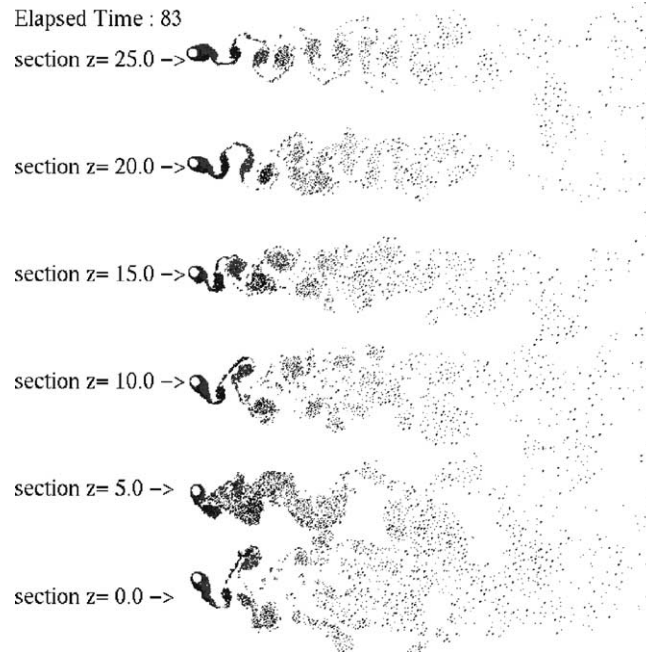 Elapsed Time : 83
section z= 25.0 –>
section z= 20.0 –>
section z= 15.0 –>
section z= 10.0 –>
section z= 5.0 –>
section z= 0.0 –>